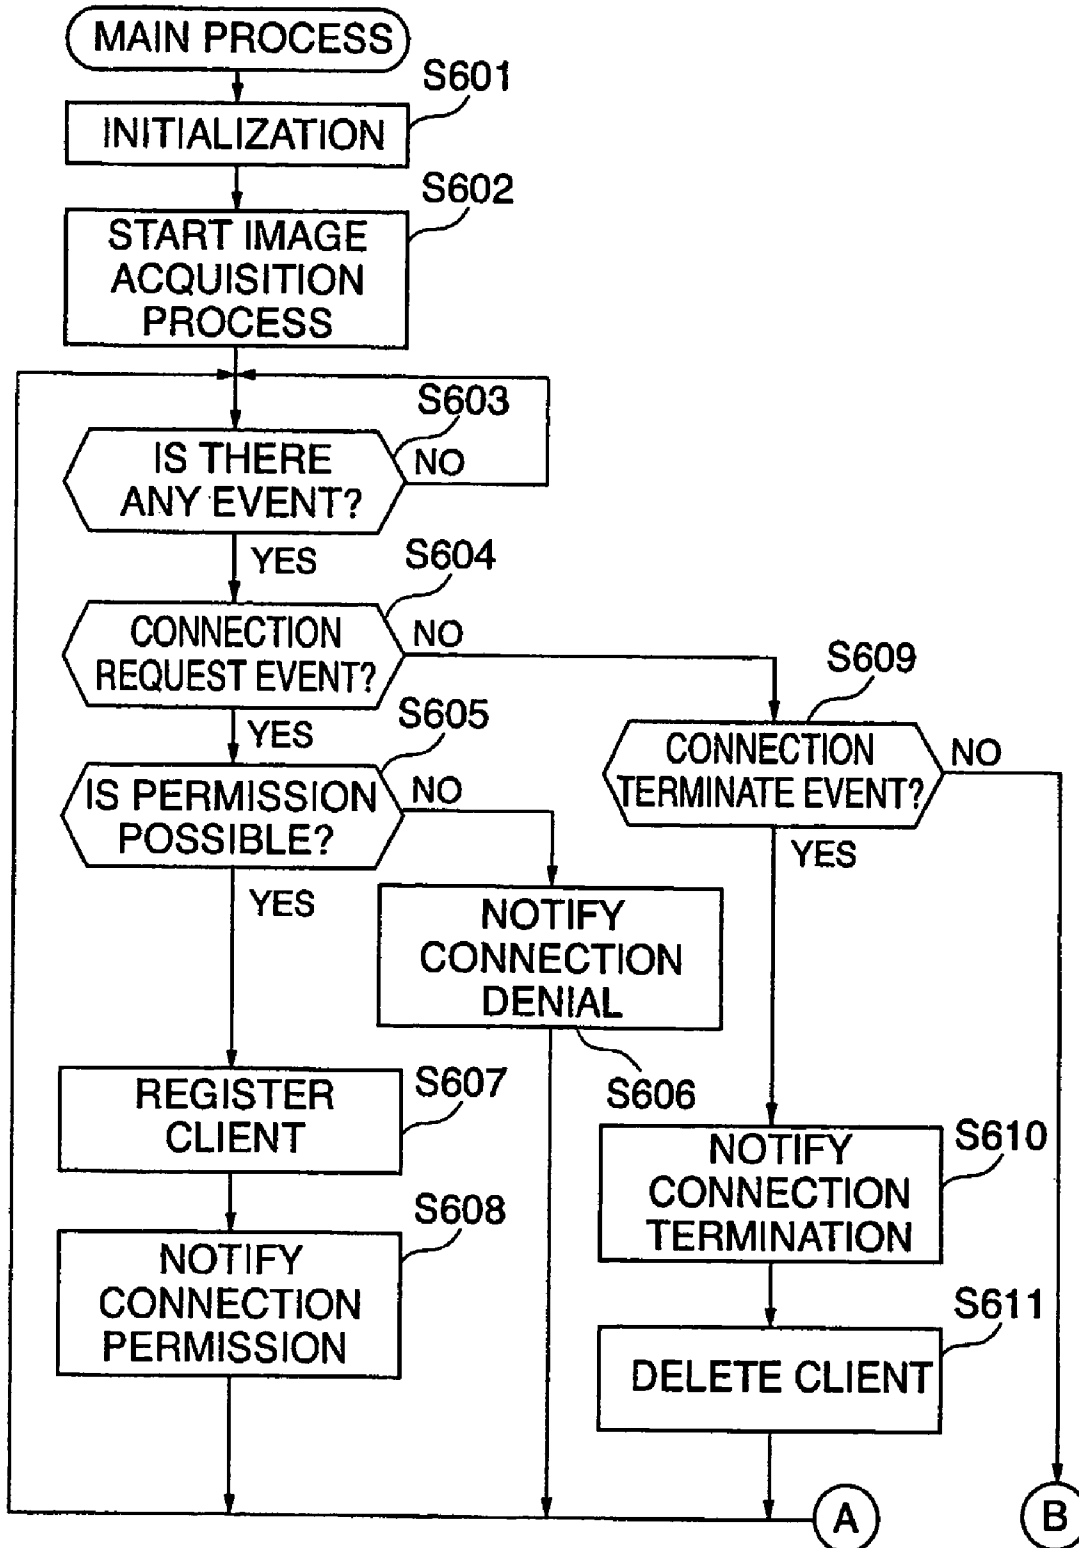 MAIN PROCESS
S601
INITIALIZATION
S602
START IMAGE
ACQUISITION
PROCESS
S603
IS THERE
ANY EVENT?
NO
YES
S604
CONNECTION
REQUEST EVENT?
NO
YES
S605
IS PERMISSION
POSSIBLE?
NO
YES
S609
CONNECTION
TERMINATE EVENT?
NO
YES
NOTIFY
CONNECTION
DENIAL
S606
S607
REGISTER
CLIENT
S608
NOTIFY
CONNECTION
PERMISSION
S610
NOTIFY
CONNECTION
TERMINATION
S611
DELETE CLIENT
A
B